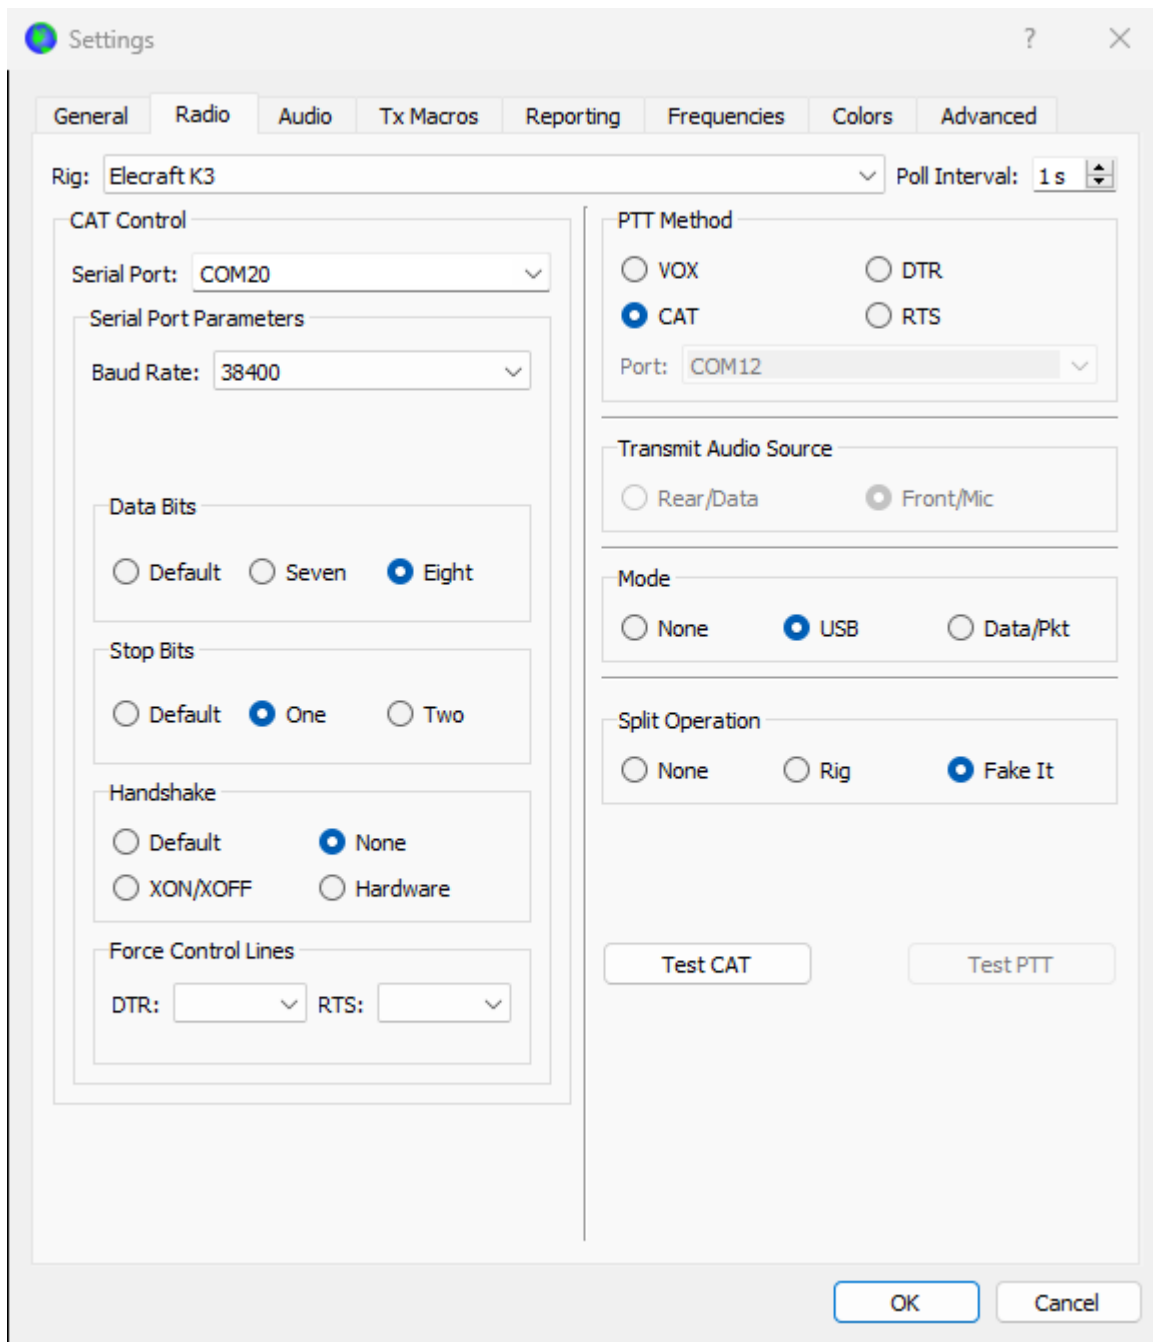 Settings
General Radio Audio Tx Macros Reporting Frequencies Colors Advanced
Rig: Elecraft K3 Poll Interval: 1 s
CAT Control
Serial Port: COM20
Serial Port Parameters
Baud Rate: 38400
Data Bits
Default Seven Eight
Stop Bits
Default One Two
Handshake
Default None
XON/XOFF Hardware
Force Control Lines
DTR: RTS:
PTT Method
VOX DTR
CAT RTS
Port: COM12
Transmit Audio Source
Rear/Data Front/Mic
Mode
None USB Data/Pkt
Split Operation
None Rig Fake It
Test CAT Test PTT
OK Cancel